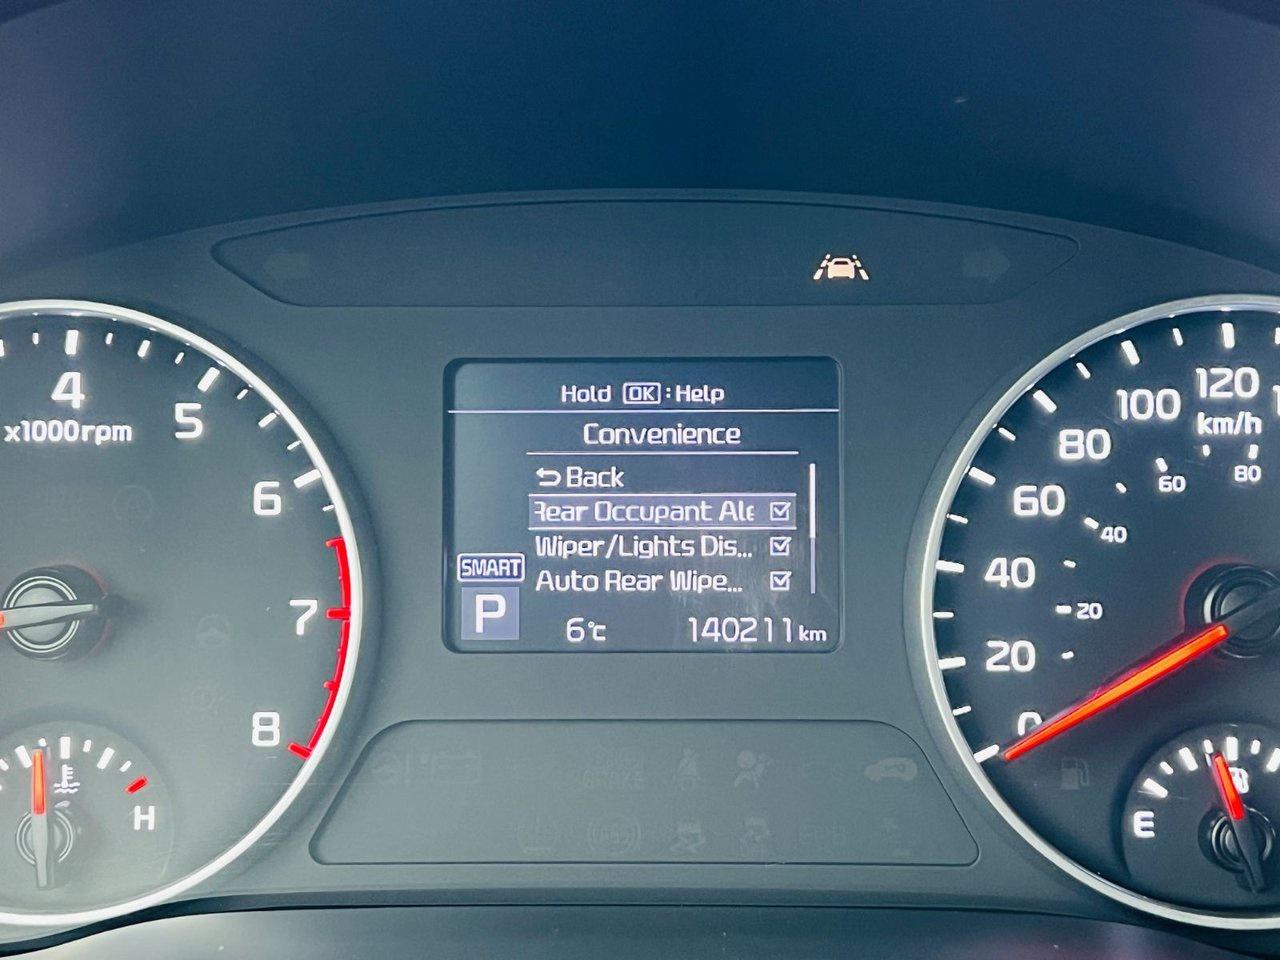 Hold OK : Help
Convenience
Back
Rear Occupant Ale
Wiper/Lights Dis...
Auto Rear Wipe...
SMART
P
6°c
140211 km
4
x1000rpm
5
6
7
8
H
0
20
40
60
80
100
120
km/h
20
40
60
80
E